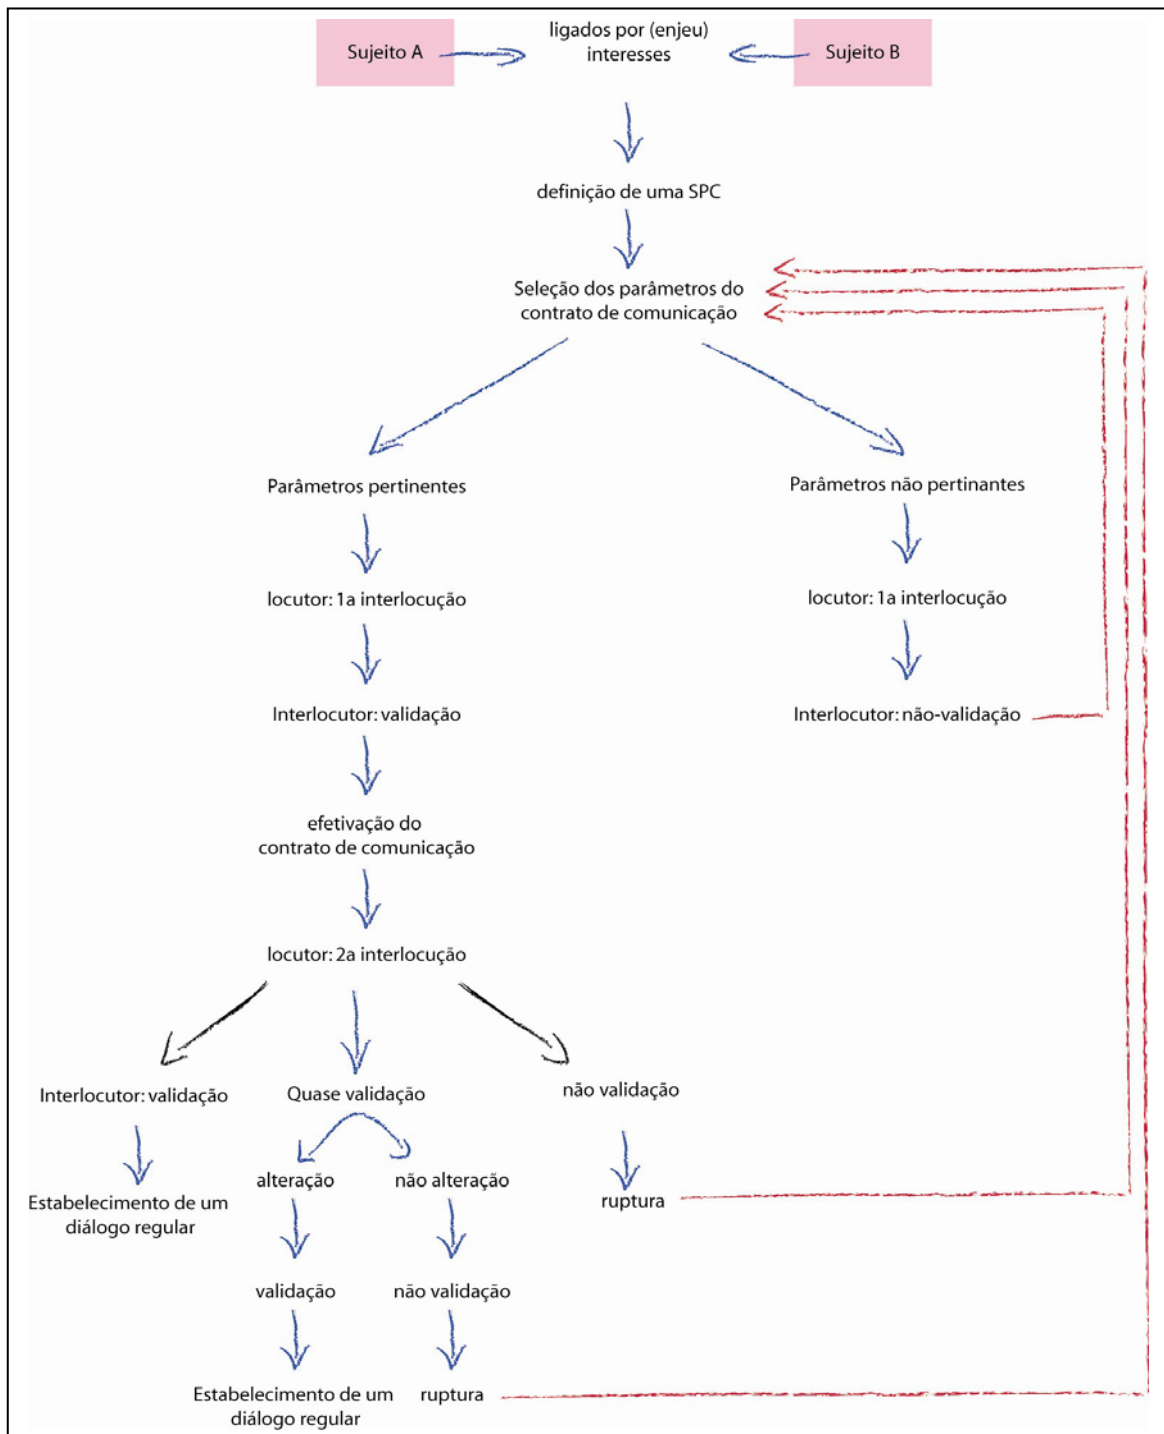 Sujeito A
ligados por (enjeu)
interesses
Sujeito B
definição de uma SPC
Seleção dos parâmetros do
contrato de comunicação
Parâmetros pertinentes
Parâmetros não pertinantes
locutor: 1a interlocução
locutor: 1a interlocução
Interlocutor: validação
Interlocutor: não-validação
efetivação do
contrato de comunicação
locutor: 2a interlocução
Interlocutor: validação
Quase validação
não validação
Estabelecimento de um
diálogo regular
alteração
não alteração
ruptura
validação
não validação
Estabelecimento de um
diálogo regular
ruptura